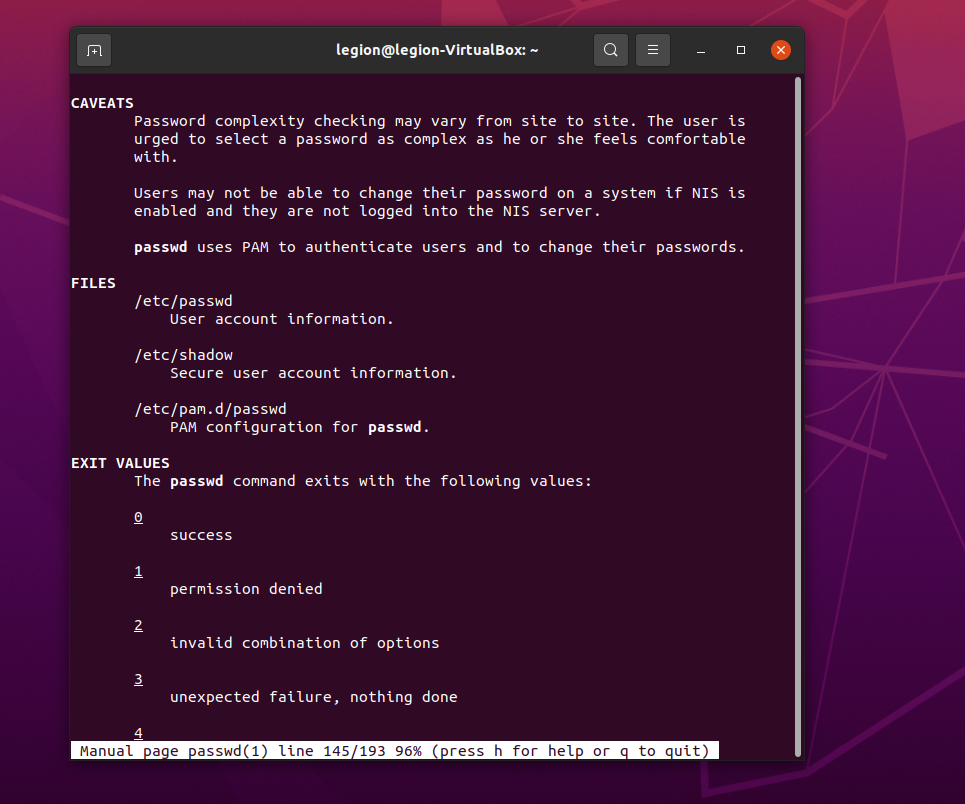 legion@legion-VirtualBox: ~
CAVEATS
Password complexity checking may vary from site to site. The user is
urged to select a password as complex as he or she feels comfortable
with.
Users may not be able to change their password on a system if NIS is
enabled and they are not logged into the NIS server.
passwd uses PAM to authenticate users and to change their passwords.
FILES
/etc/passwd
User account information.
/etc/shadow
Secure user account information.
/etc/pam.d/passwd
PAM configuration for passwd.
EXIT VALUES
The passwd command exits with the following values:
0
success
1
permission denied
2
invalid combination of options
3
unexpected failure, nothing done
4
Manual page passwd(1) line 145/193 96% (press h for help or q to quit)